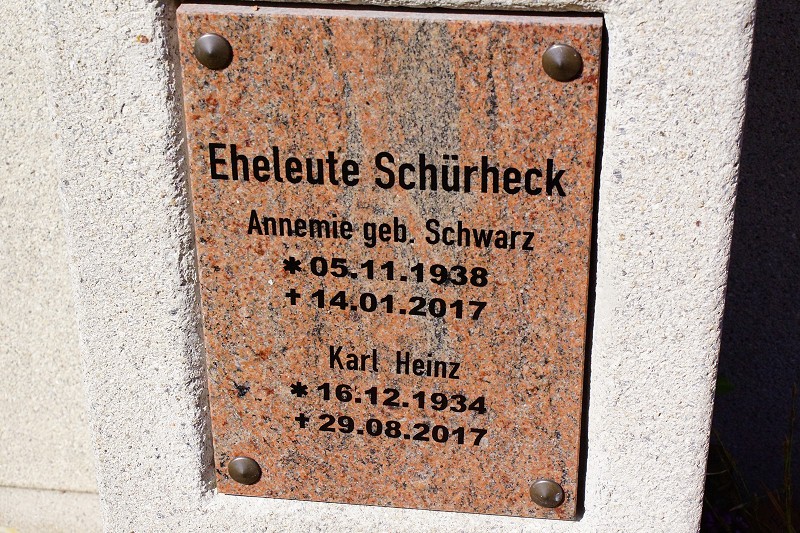 Eheleute Schürheck
Annemie geb. Schwarz
* 05.11.1938
† 14.01.2017
Karl Heinz
* 16.12.1934
† 29.08.2017